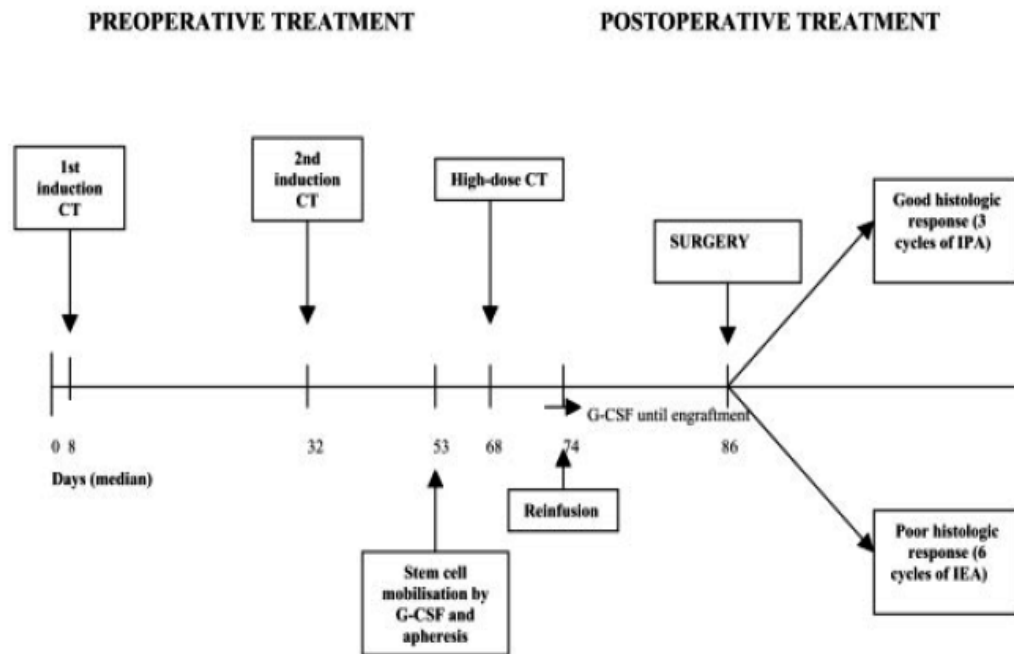 PREOPERATIVE TREATMENT
POSTOPERATIVE TREATMENT
1st
induction
CT
2nd
induction
CT
High-dose CT
SURGERY
Good histologic
response (3
cycles of IPA)
G-CSF until engraftment
0 8 32 53 68 74 86
Days (median)
Reinfusion
Stem cell
mobilisation by
G-CSF and
apheresis
Poor histologic
response (6
cycles of IEA)